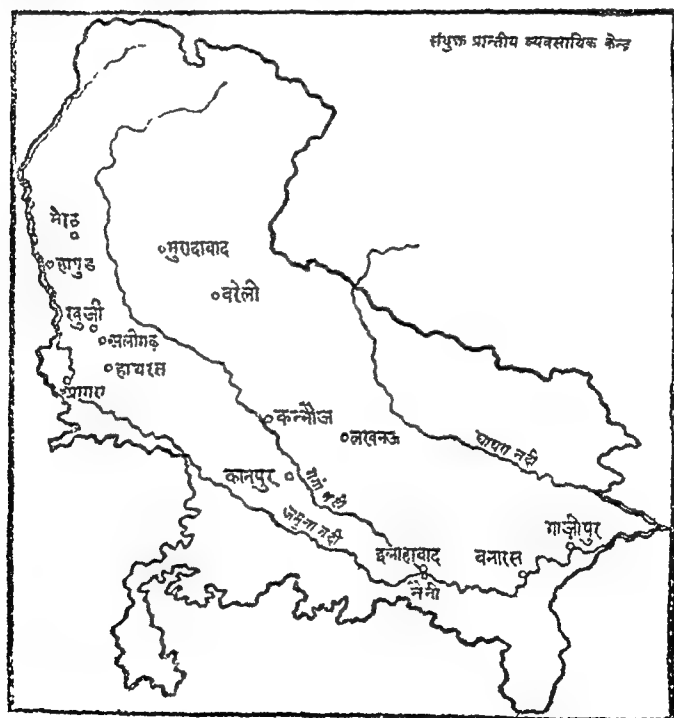 संयुक्त प्रान्तीय व्यवसायिक केन्द्र
मेरठ
मुरादाबाद
हापुड
बरेली
खुर्जा
अलीगढ़
हाथरस
आगरा
कन्नौज
लखनऊ
घाघरा नदी
कानपुर
गंगा नदी
जमुना नदी
गाज़ीपुर
इलाहाबाद
बनारस
नैनी